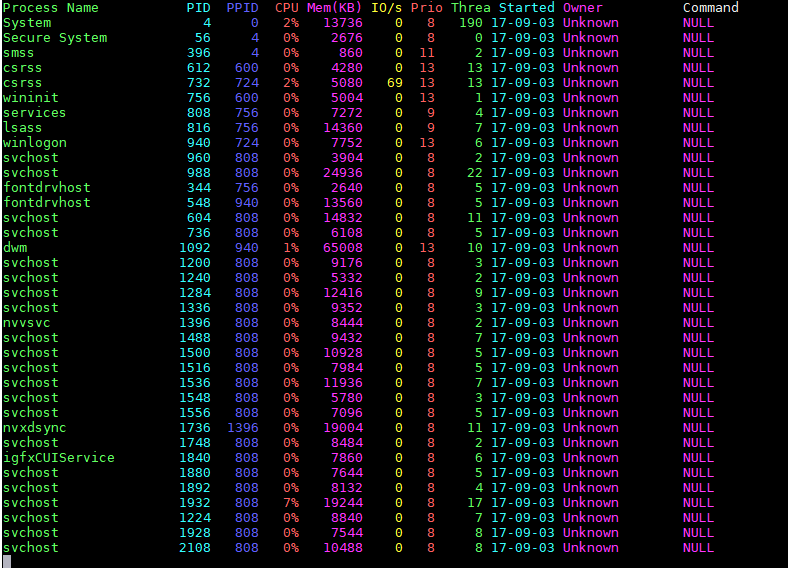 Process Name PID PPID CPU Mem(KB) IO/s Prio Threa Started Owner Command
System 4 0 2% 13736 0 8 190 17-09-03 Unknown NULL
Secure System 56 4 0% 2676 0 8 0 17-09-03 Unknown NULL
smss 396 4 0% 860 0 11 2 17-09-03 Unknown NULL
csrss 612 600 0% 4280 0 13 13 17-09-03 Unknown NULL
csrss 732 724 2% 5080 69 13 13 17-09-03 Unknown NULL
wininit 756 600 0% 5004 0 13 1 17-09-03 Unknown NULL
services 808 756 0% 7272 0 9 4 17-09-03 Unknown NULL
lsass 816 756 0% 14360 0 9 7 17-09-03 Unknown NULL
winlogon 940 724 0% 7752 0 13 6 17-09-03 Unknown NULL
svchost 960 808 0% 3904 0 8 2 17-09-03 Unknown NULL
svchost 988 808 0% 24936 0 8 22 17-09-03 Unknown NULL
fontdrvhost 344 756 0% 2640 0 8 5 17-09-03 Unknown NULL
fontdrvhost 548 940 0% 13560 0 8 5 17-09-03 Unknown NULL
svchost 604 808 0% 14832 0 8 11 17-09-03 Unknown NULL
svchost 736 808 0% 6108 0 8 5 17-09-03 Unknown NULL
dwm 1092 940 1% 65008 0 13 10 17-09-03 Unknown NULL
svchost 1200 808 0% 9176 0 8 3 17-09-03 Unknown NULL
svchost 1240 808 0% 5332 0 8 2 17-09-03 Unknown NULL
svchost 1284 808 0% 12416 0 8 9 17-09-03 Unknown NULL
svchost 1336 808 0% 9352 0 8 3 17-09-03 Unknown NULL
nvvsvc 1396 808 0% 8444 0 8 2 17-09-03 Unknown NULL
svchost 1488 808 0% 9432 0 8 7 17-09-03 Unknown NULL
svchost 1500 808 0% 10928 0 8 5 17-09-03 Unknown NULL
svchost 1516 808 0% 7984 0 8 5 17-09-03 Unknown NULL
svchost 1536 808 0% 11936 0 8 7 17-09-03 Unknown NULL
svchost 1548 808 0% 5780 0 8 3 17-09-03 Unknown NULL
svchost 1556 808 0% 7096 0 8 5 17-09-03 Unknown NULL
nvxdsync 1736 1396 0% 19004 0 8 11 17-09-03 Unknown NULL
svchost 1748 808 0% 8484 0 8 2 17-09-03 Unknown NULL
igfxCUIService 1840 808 0% 7860 0 8 6 17-09-03 Unknown NULL
svchost 1880 808 0% 7644 0 8 5 17-09-03 Unknown NULL
svchost 1892 808 0% 8132 0 8 4 17-09-03 Unknown NULL
svchost 1932 808 7% 19244 0 8 17 17-09-03 Unknown NULL
svchost 1224 808 0% 8840 0 8 7 17-09-03 Unknown NULL
svchost 1928 808 0% 7544 0 8 8 17-09-03 Unknown NULL
svchost 2108 808 0% 10488 0 8 8 17-09-03 Unknown NULL